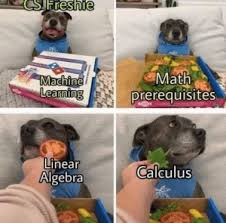 CS Freshie
Machine
Learning
Math
prerequisites
Linear
Algebra
Calculus